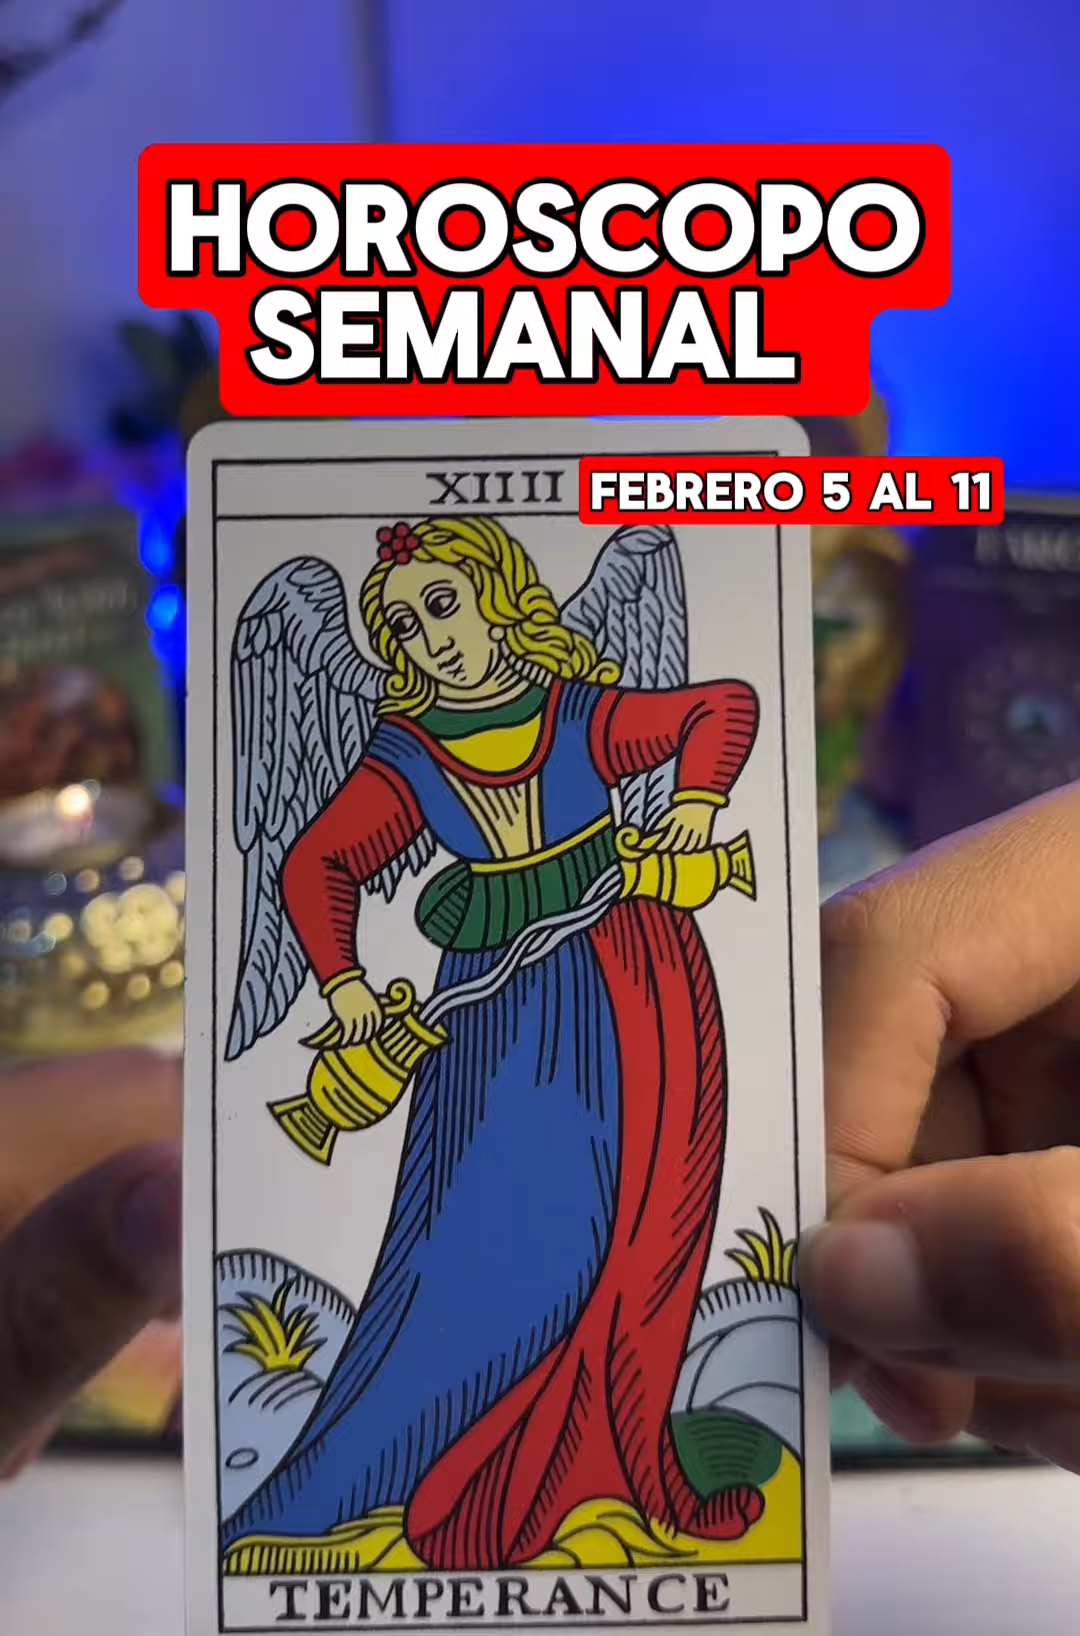 HOROSCOPO
SEMANAL
XIIII
FEBRERO 5 AL 11
TEMPERANCE